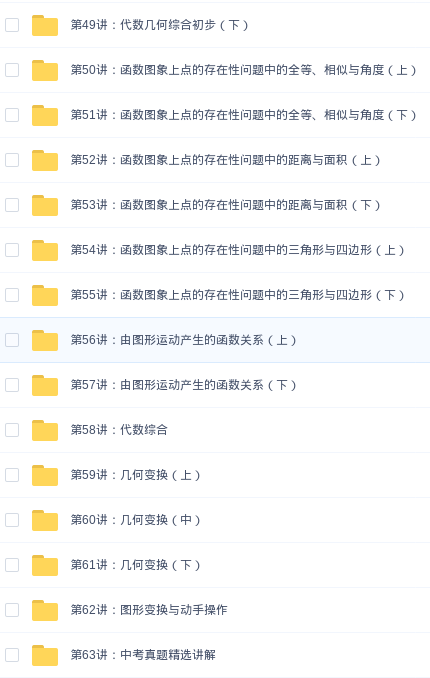 第49讲：代数几何综合初步（下）
第50讲：函数图象上点的存在性问题中的全等、相似与角度（上）
第51讲：函数图象上点的存在性问题中的全等、相似与角度（下）
第52讲：函数图象上点的存在性问题中的距离与面积（上）
第53讲：函数图象上点的存在性问题中的距离与面积（下）
第54讲：函数图象上点的存在性问题中的三角形与四边形（上）
第55讲：函数图象上点的存在性问题中的三角形与四边形（下）
第56讲：由图形运动产生的函数关系（上）
第57讲：由图形运动产生的函数关系（下）
第58讲：代数综合
第59讲：几何变换（上）
第60讲：几何变换（中）
第61讲：几何变换（下）
第62讲：图形变换与动手操作
第63讲：中考真题精选讲解